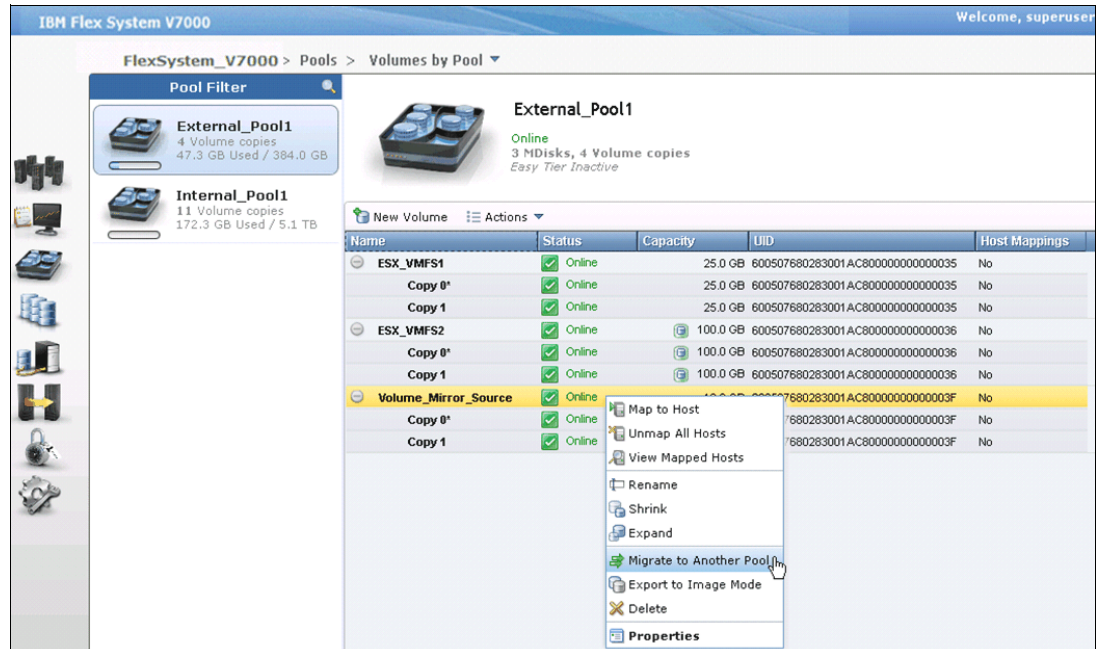 IBM Flex System V7000
Welcome, superuser
FlexSystem_V7000 > Pools > Volumes by Pool
Pool Filter
External_Pool1
4 Volume copies
47.3 GB Used / 384.0 GB
Internal_Pool1
11 Volume copies
172.3 GB Used / 5.1 TB
External_Pool1
Online
3 MDisks, 4 Volume copies
Easy Tier Inactive
New Volume Actions
Name Status Capacity UID Host Mappings
ESX_VMFS1 Online 25.0 GB 600507680283001AC800000000000035 No
Copy 0* Online 25.0 GB 600507680283001AC800000000000035 No
Copy 1 Online 25.0 GB 600507680283001AC800000000000035 No
ESX_VMFS2 Online 100.0 GB 600507680283001AC800000000000036 No
Copy 0* Online 100.0 GB 600507680283001AC800000000000036 No
Copy 1 Online 100.0 GB 600507680283001AC800000000000036 No
Volume_Mirror_Source Online 7680283001AC80000000000003F No
Copy 0* Online 7680283001AC80000000000003F No
Copy 1 Online 7680283001AC80000000000003F No
Map to Host
Unmap All Hosts
View Mapped Hosts
Rename
Shrink
Expand
Migrate to Another Pool
Export to Image Mode
Delete
Properties